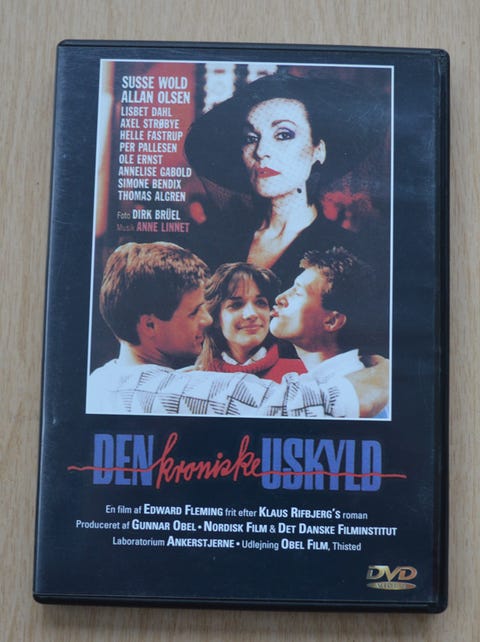 SUSSE WOLD
ALLAN OLSEN
LISBET DAHL
AXEL STRØBYE
HELLE FASTRUP
PER PALLESEN
OLE ERNST
ANNELISE GABOLD
SIMONE BENDIX
THOMAS ALGREN
Foto DIRK BRÜEL
Musik ANNE LINNET
DEN kroniske USKYLD
En film af EDWARD FLEMING frit efter KLAUS RIFBJERG'S roman
Produceret af GUNNAR OBEL • NORDISK FILM & DET DANSKE FILMINSTITUT
Laboratorium ANKERSTJERNE • Udlejning OBEL FILM, Thisted
DVD
VIDEO